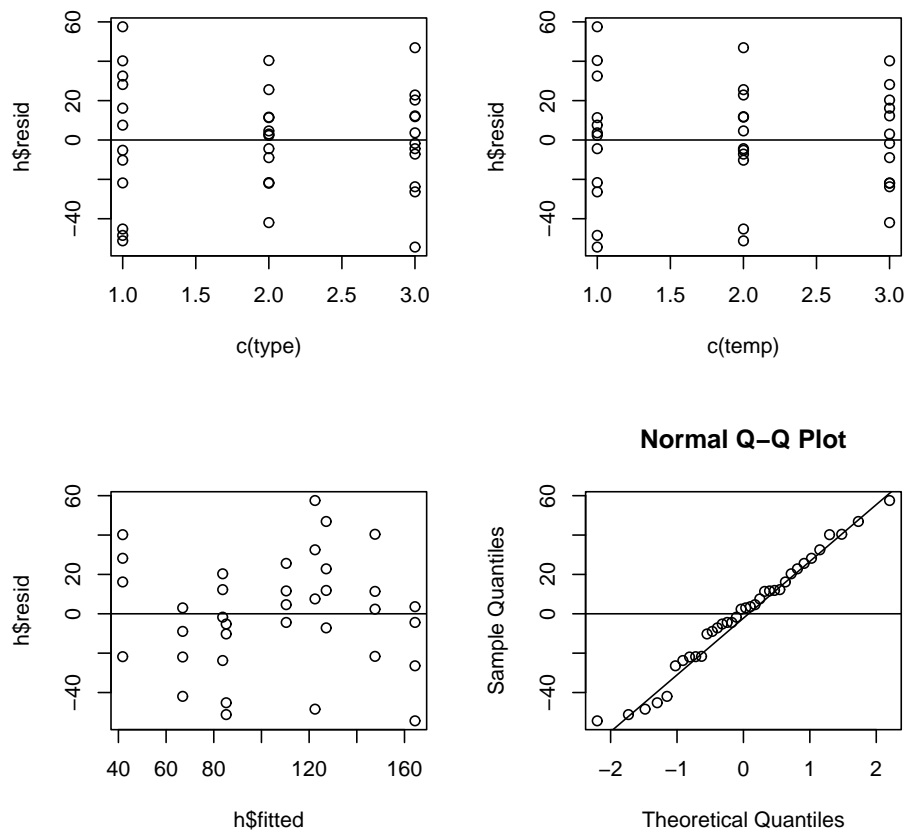 60
20
0
−40
h$resid
1.0 1.5 2.0 2.5 3.0
c(type)
60
20
0
−40
h$resid
1.0 1.5 2.0 2.5 3.0
c(temp)
60
20
0
−40
h$resid
40 60 80 120 160
h$fitted
Normal Q−Q Plot
60
20
0
−40
Sample Quantiles
−2 −1 0 1 2
Theoretical Quantiles